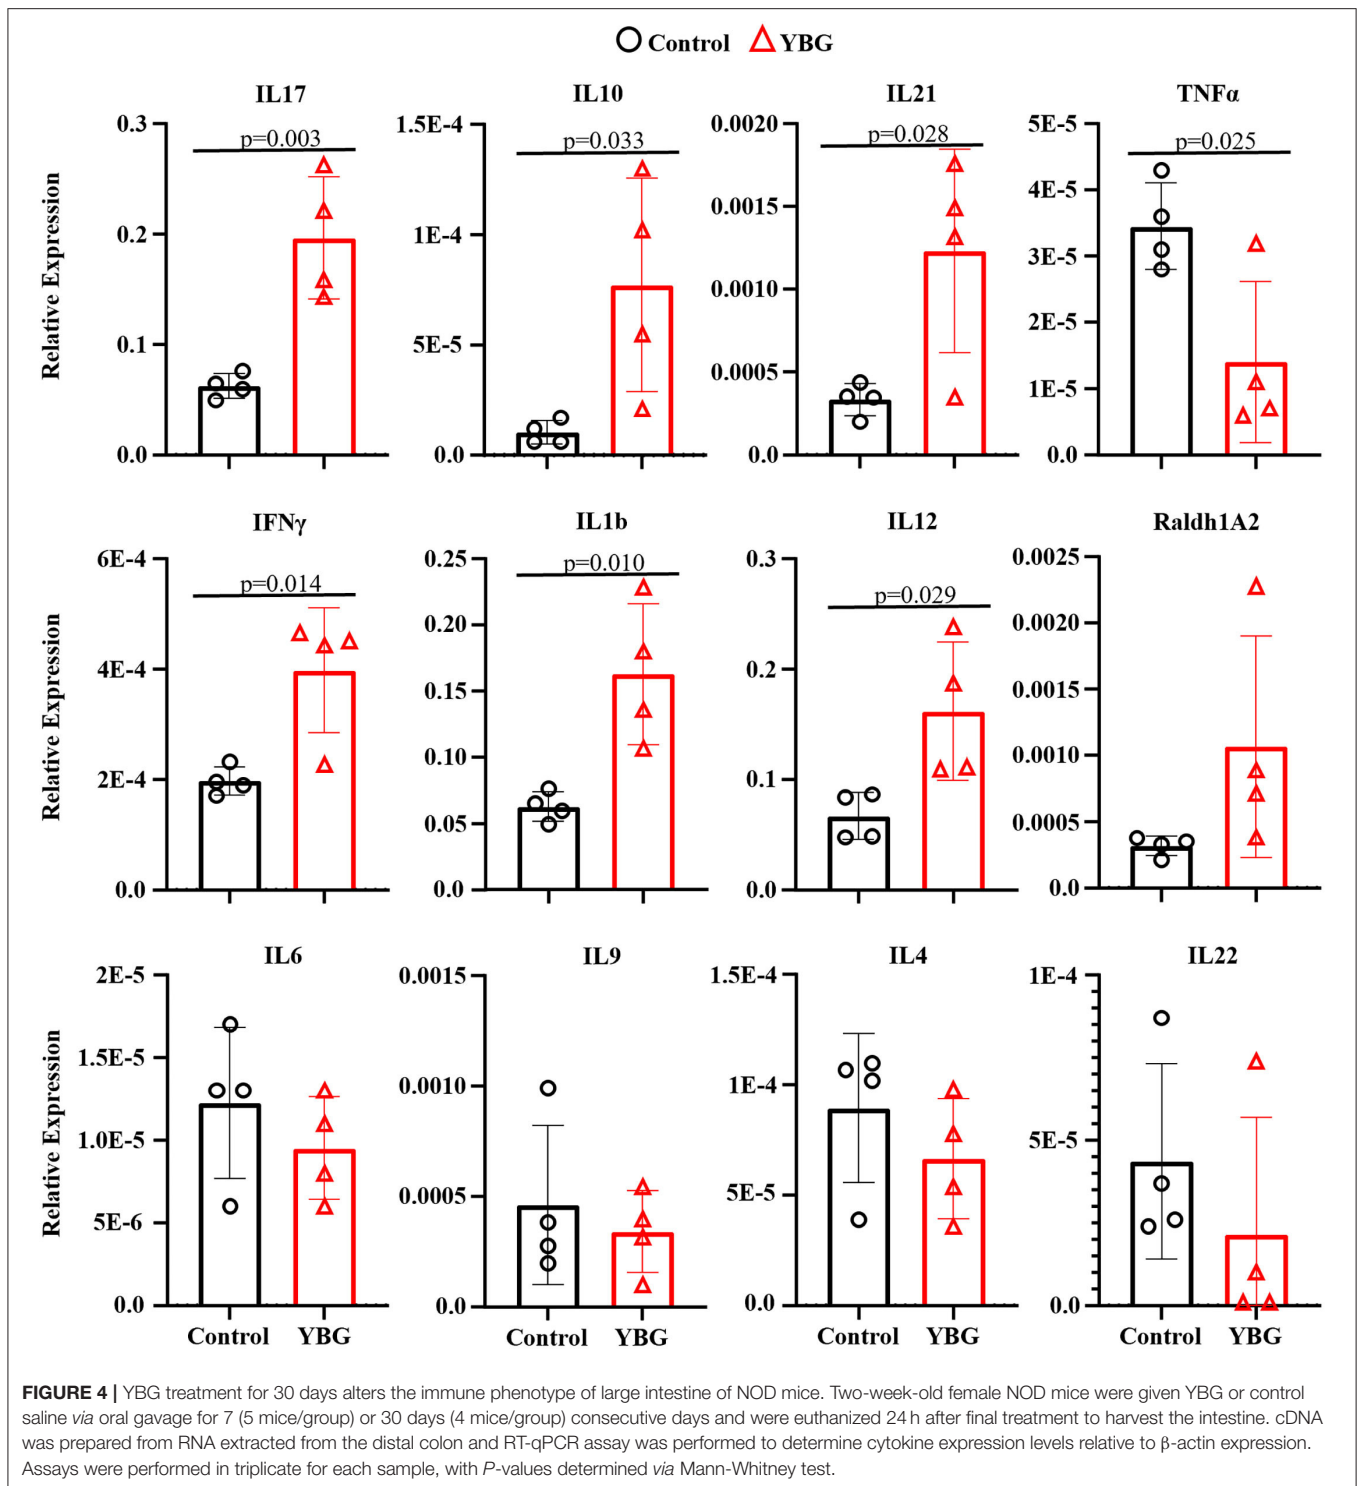 Control YBG
IL17 IL10 IL21 TNFα
p=0.003 p=0.033 p=0.028 p=0.025
Relative Expression
0.3
0.2
0.1
0.0
1.5E-4
1E-4
5E-5
0.0
0.0020
0.0015
0.0010
0.0005
0.0
5E-5
4E-5
3E-5
2E-5
1E-5
0.0
IFNγ IL1b IL12 Raldh1A2
p=0.014 p=0.010 p=0.029
Relative Expression
6E-4
4E-4
2E-4
0.0
0.25
0.20
0.15
0.10
0.05
0.0
0.3
0.2
0.1
0.0
0.0025
0.0020
0.0015
0.0010
0.0005
0.0
IL6 IL9 IL4 IL22
Relative Expression
2E-5
1.5E-5
1.0E-5
5E-6
0.0
0.0015
0.0010
0.0005
0.0
1.5E-4
1E-4
5E-5
0.0
1E-4
5E-5
0.0
Control YBG Control YBG Control YBG Control YBG
FIGURE 4 | YBG treatment for 30 days alters the immune phenotype of large intestine of NOD mice. Two-week-old female NOD mice were given YBG or control
saline via oral gavage for 7 (5 mice/group) or 30 days (4 mice/group) consecutive days and were euthanized 24 h after final treatment to harvest the intestine. cDNA
was prepared from RNA extracted from the distal colon and RT-qPCR assay was performed to determine cytokine expression levels relative to β-actin expression.
Assays were performed in triplicate for each sample, with P-values determined via Mann-Whitney test.